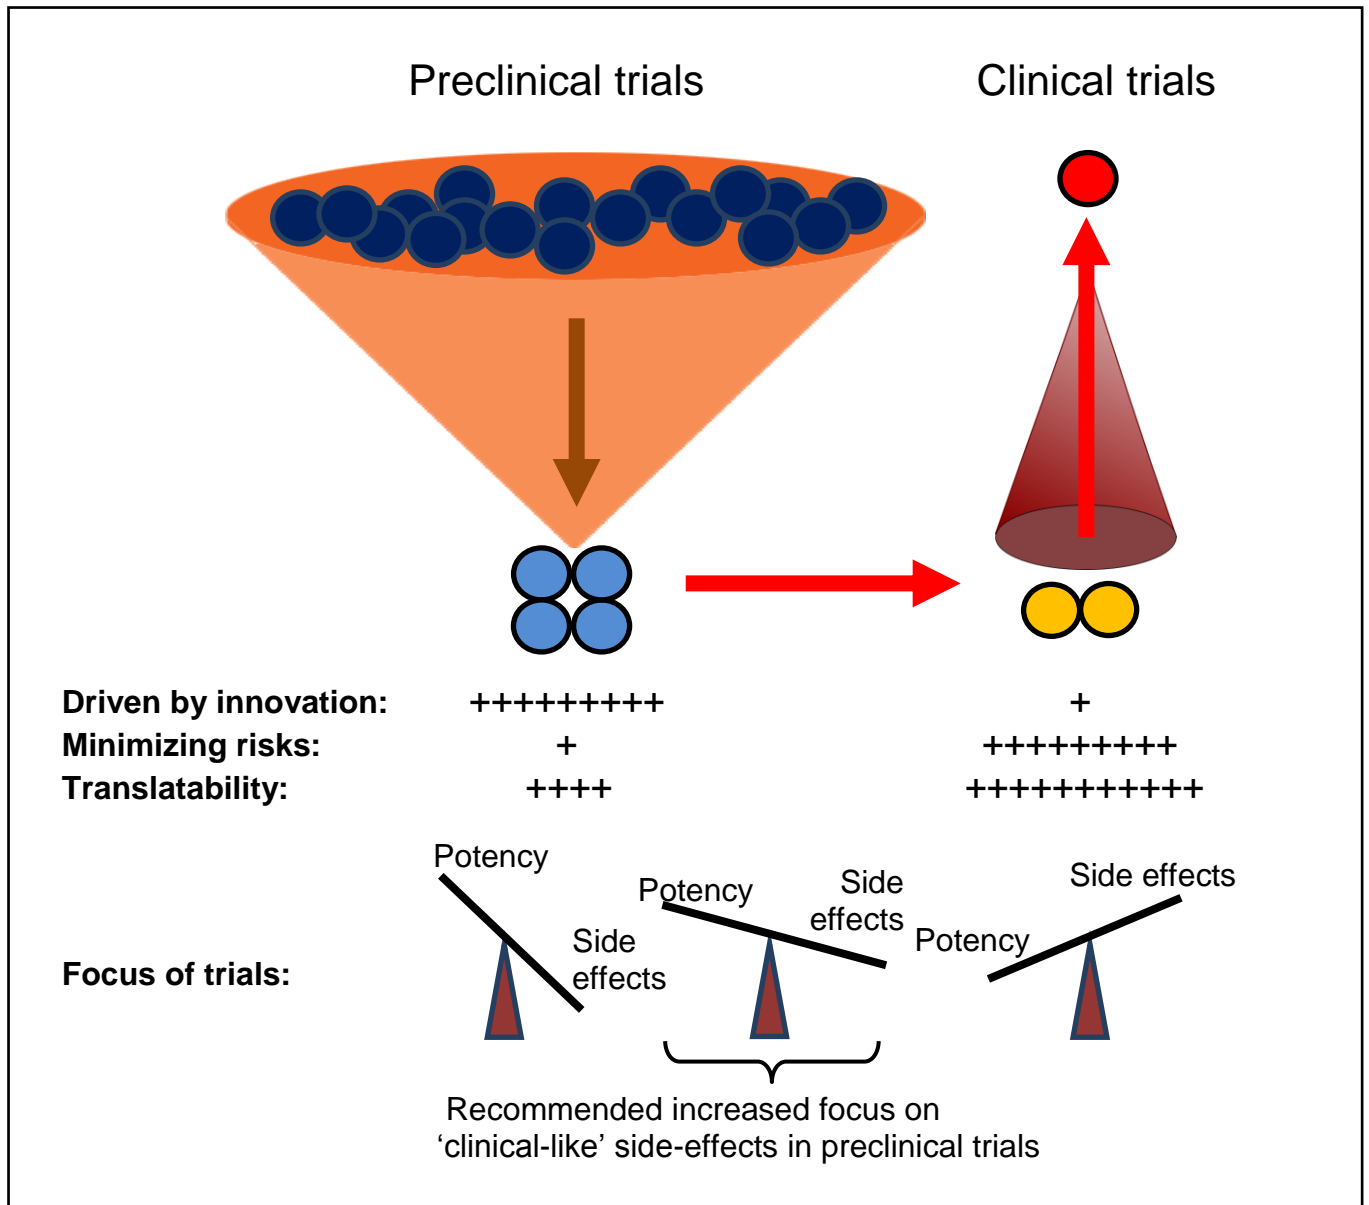 Preclinical trials
Clinical trials
Driven by innovation: +++++++++ +
Minimizing risks: + +++++++++
Translatability: ++++ +++++++++++
Focus of trials:
Potency
Side
effects
Potency
Side
effects
Potency
Side effects
Recommended increased focus on
‘clinical-like’ side-effects in preclinical trials